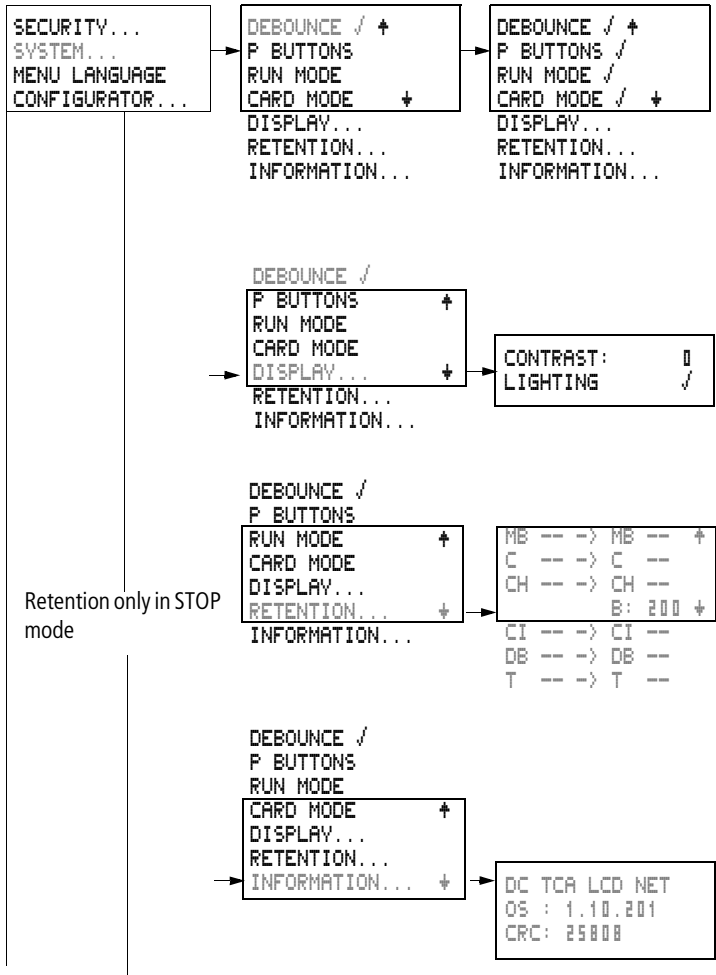 SECURITY...
SYSTEM...
MENU LANGUAGE
CONFIGURATOR...
DEBOUNCE √ ↑
P BUTTONS
RUN MODE
CARD MODE ↓
DISPLAY...
RETENTION...
INFORMATION...
DEBOUNCE √ ↑
P BUTTONS √
RUN MODE √
CARD MODE √ ↓
DISPLAY...
RETENTION...
INFORMATION...
DEBOUNCE √
P BUTTONS ↑
RUN MODE
CARD MODE
DISPLAY... ↓
RETENTION...
INFORMATION...
CONTRAST: 0
LIGHTING √
DEBOUNCE √
P BUTTONS
RUN MODE ↑
CARD MODE
DISPLAY...
RETENTION... ↓
INFORMATION...
MB -- -> MB -- ↑
C -- -> C --
CH -- -> CH --
B: 200 ↓
CI -- -> CI --
DB -- -> DB --
T -- -> T --
Retention only in STOP
mode
DEBOUNCE √
P BUTTONS
RUN MODE
CARD MODE ↑
DISPLAY...
RETENTION...
INFORMATION... ↓
DC TCA LCD NET
OS : 1.10.201
CRC: 25808